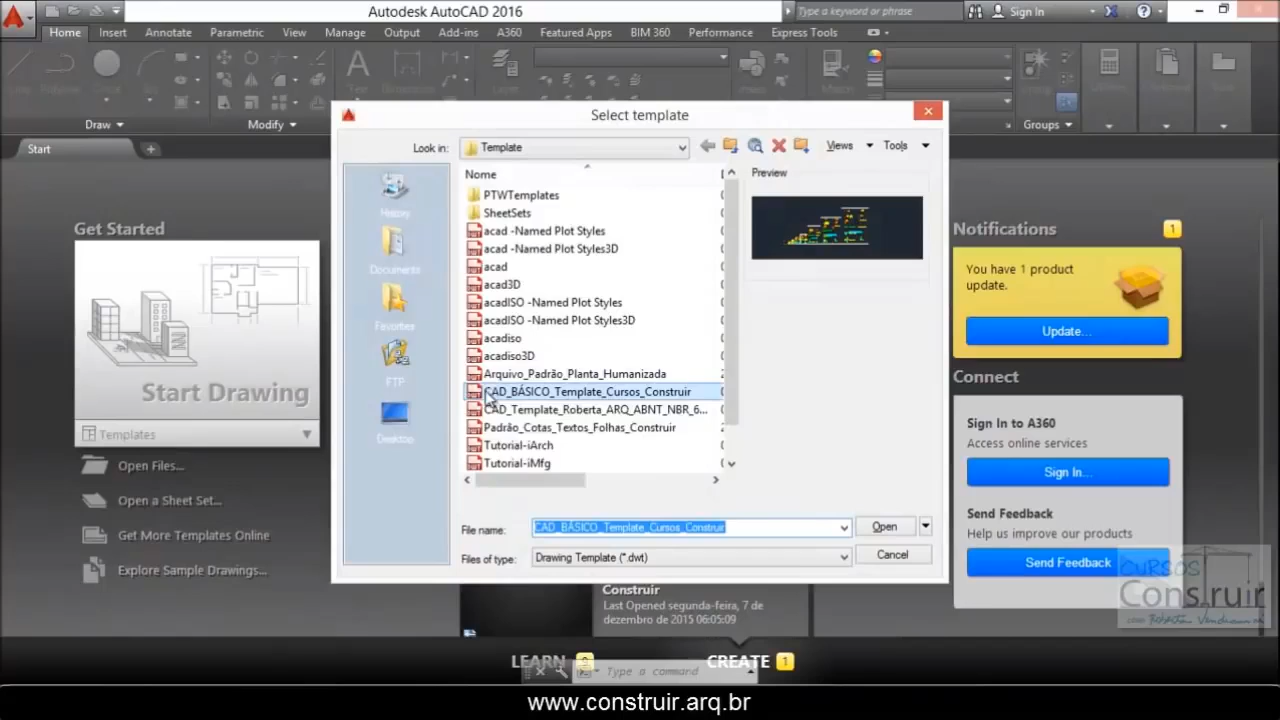 Autodesk AutoCAD 2016
Type a keyword or phrase
Sign In
Home
Insert
Annotate
Parametric
View
Manage
Output
Add-ins
A360
Featured Apps
BIM 360
Performance
Express Tools
Draw
Modify
Groups
Start
Select template
Look in:
Template
Views
Tools
History
Documents
Favorites
FTP
Desktop
Name
PTWTemplates
SheetSets
acad -Named Plot Styles
acad -Named Plot Styles3D
acad
acad3D
acadISO -Named Plot Styles
acadISO -Named Plot Styles3D
acadiso
acadiso3D
Arquivo_Padrão_Planta_Humanizada
CAD_BÁSICO_Template_Cursos_Construir
CAD_Template_Roberta_ARQ_ABNT_NBR_6...
Padrão_Cotas_Textos_Folhas_Construir
Tutorial-iArch
Tutorial-iMfg
Preview
File name:
CAD_BÁSICO_Template_Cursos_Construir
Open
Files of type:
Drawing Template (*.dwt)
Cancel
Get Started
Start Drawing
Templates
Open Files...
Open a Sheet Set...
Get More Templates Online
Explore Sample Drawings...
Construir
Last Opened segunda-feira, 7 de
dezembro de 2015 06:05:09
Notifications
1
You have 1 product
update.
Update...
Connect
Sign In to A360
Access online services
Sign In...
Send Feedback
Help us improve our products
Send Feedback
CURSOS
Construir
LEARN
CREATE
1
Type a command
www.construir.arq.br